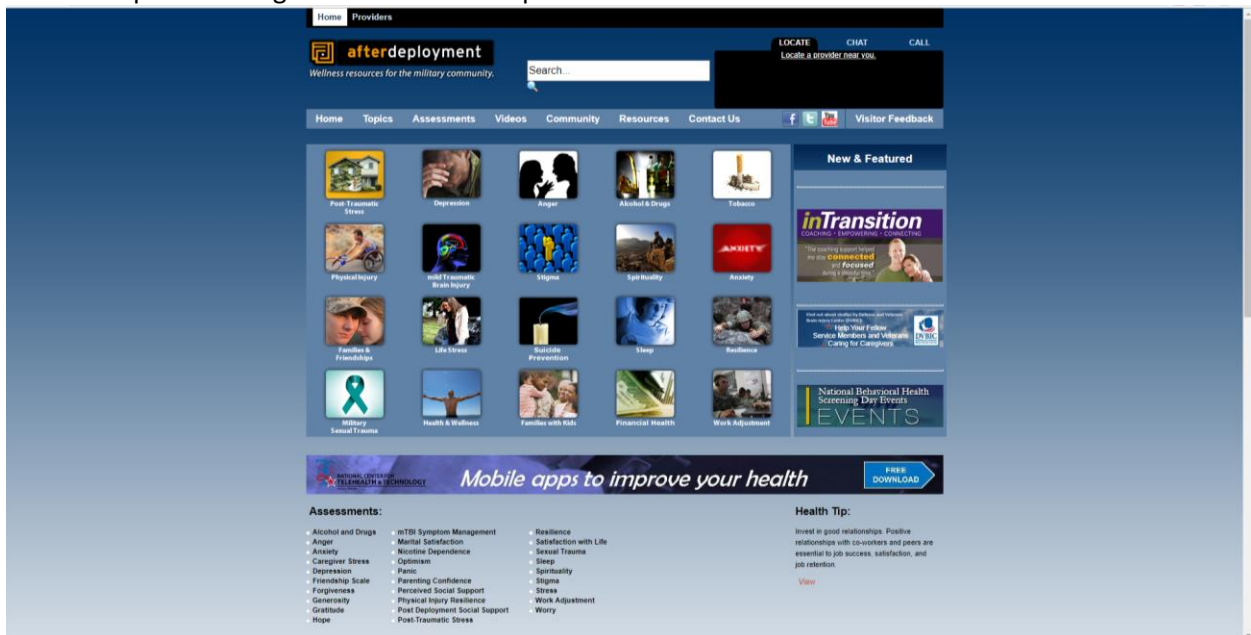 Home Providers
afterdeployment
Wellness resources for the military community.
Search...
LOCATE CHAT CALL
Locate a provider near you.
Home Topics Assessments Videos Community Resources Contact Us Visitor Feedback
Post-Traumatic
Stress
Depression
Anger
Alcohol & Drugs
Tobacco
Physical Injury
mild Traumatic
Brain Injury
Stigma
Spirituality
ANXIETY
Anxiety
Families &
Friendships
Life Stress
Suicide
Prevention
Sleep
Resilience
Military
Sexual Trauma
Health & Wellness
Families with Kids
Financial Health
Work Adjustment
New & Featured
inTransition
COACHING • EMPOWERING • CONNECTING
"The coaching support helped
me stay connected
and focused
Help Your Fellow
Service Members and Veterans
Caring for Caregivers
DVBIC
National Behavioral Health
Screening Day Events
EVENTS
NATIONAL CENTER FOR
TELEHEALTH & TECHNOLOGY
Mobile apps to improve your health
FREE
DOWNLOAD
Assessments:
Alcohol and Drugs
Anger
Anxiety
Caregiver Stress
Depression
Friendship Scale
Forgiveness
Generosity
Gratitude
Hope
mTBI Symptom Management
Marital Satisfaction
Nicotine Dependence
Optimism
Panic
Parenting Confidence
Perceived Social Support
Physical Injury Resilience
Post Deployment Social Support
Post-Traumatic Stress
Resilience
Satisfaction with Life
Sexual Trauma
Sleep
Spirituality
Stigma
Stress
Work Adjustment
Worry
Health Tip:
Invest in good relationships. Positive
relationships with co-workers and peers are
essential to job success, satisfaction, and
job retention.
View